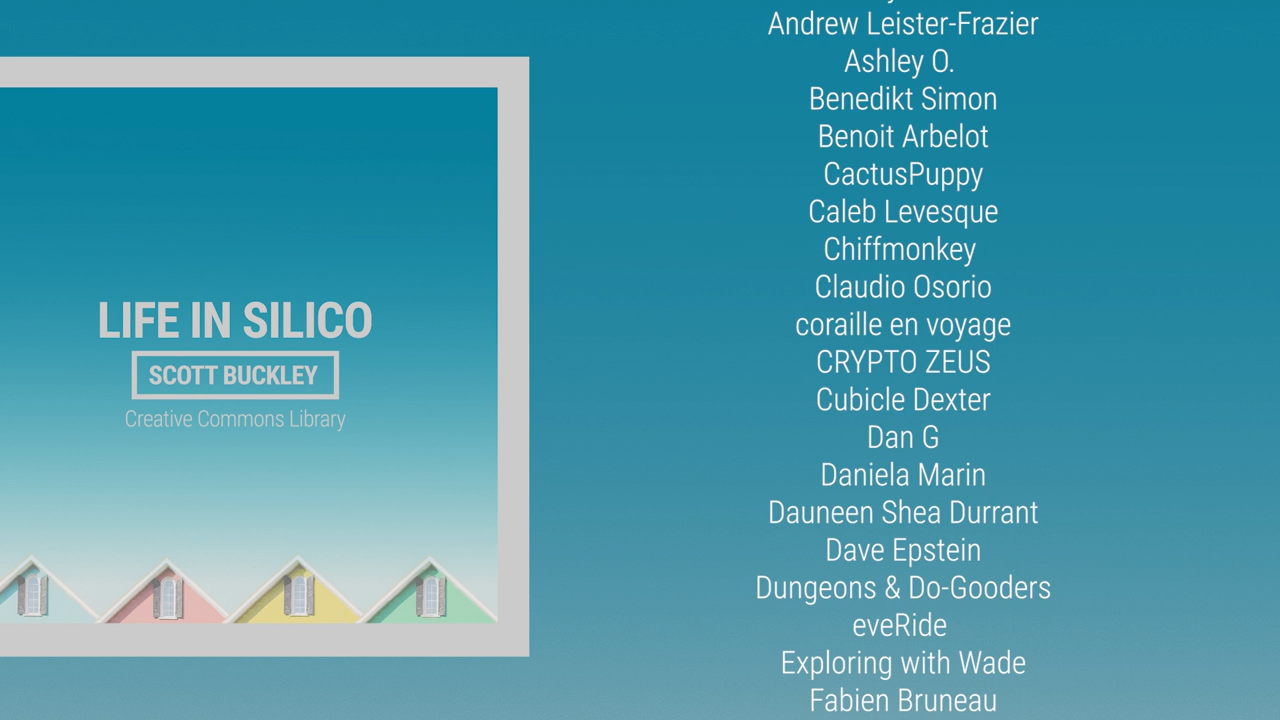 LIFE IN SILICO
SCOTT BUCKLEY
Creative Commons Library
Andrew Leister-Frazier
Ashley O.
Benedikt Simon
Benoit Arbelot
CactusPuppy
Caleb Levesque
Chiffmonkey
Claudio Osorio
coraille en voyage
CRYPTO ZEUS
Cubicle Dexter
Dan G
Daniela Marin
Dauneen Shea Durrant
Dave Epstein
Dungeons & Do-Gooders
eveRide
Exploring with Wade
Fabien Bruneau